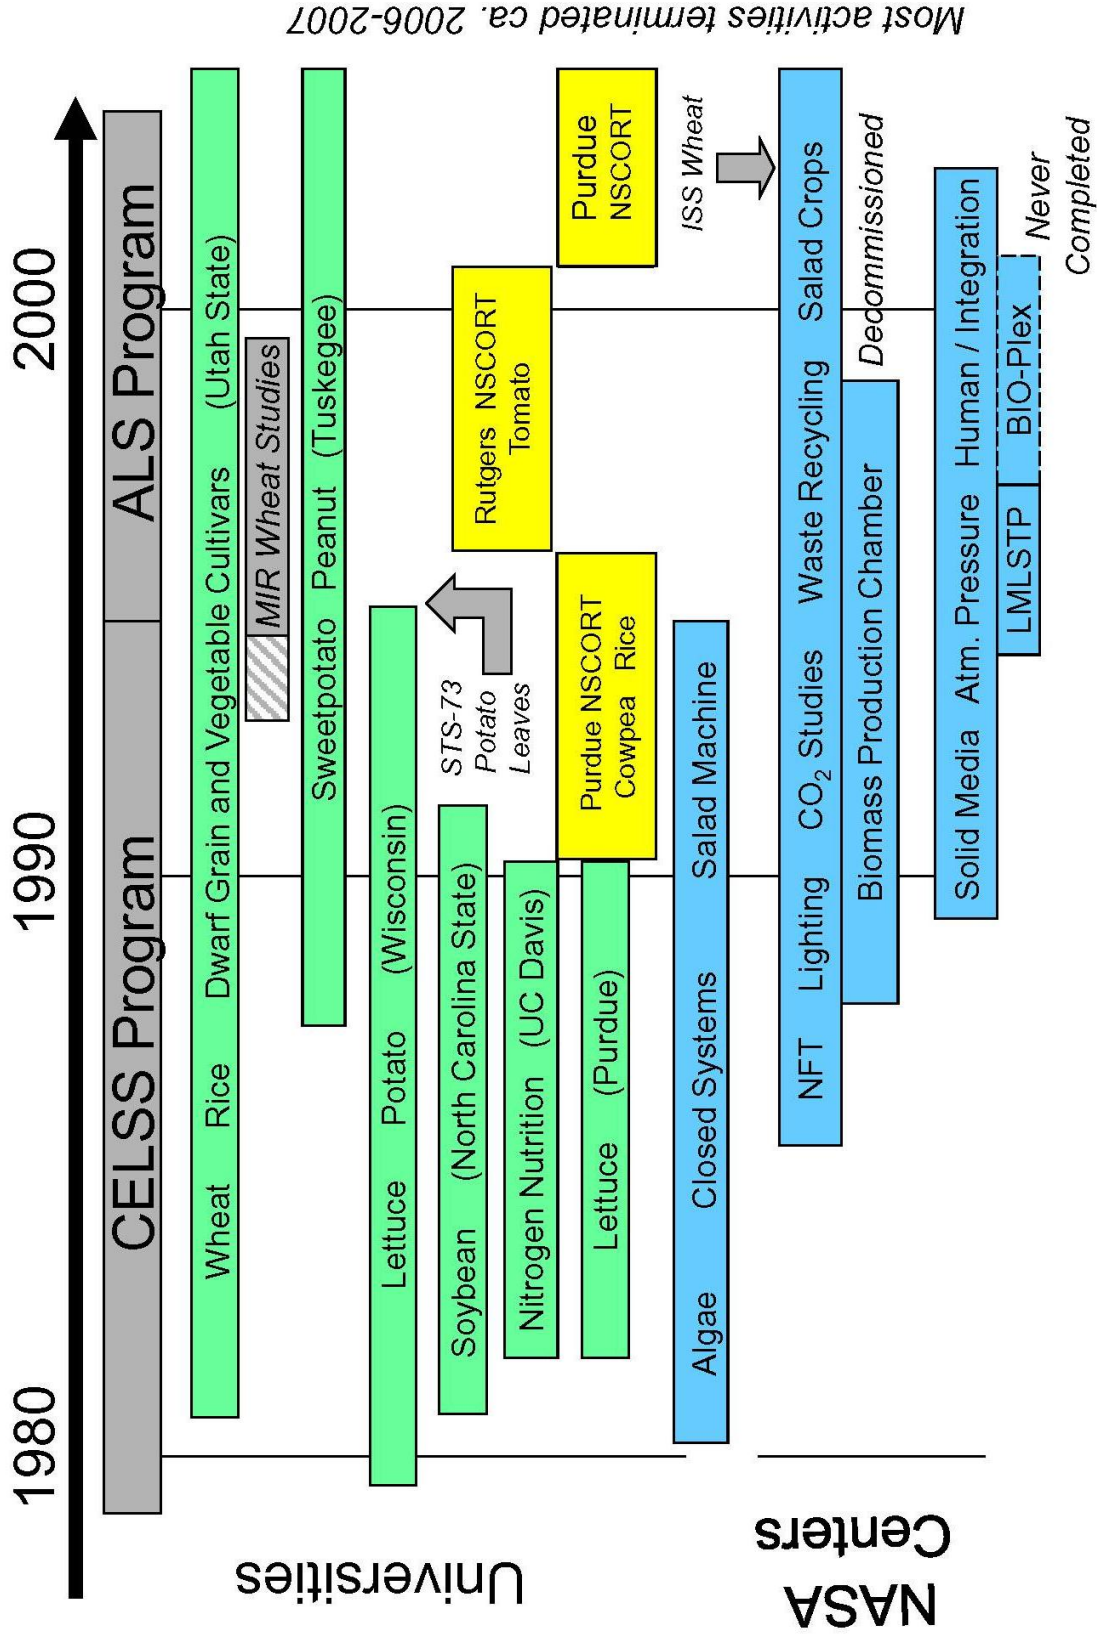 1980 1990 2000
CELSS Program ALS Program
Universities
Wheat Rice Dwarf Grain and Vegetable Cultivars (Utah State)
MIR Wheat Studies
Sweetpotato Peanut (Tuskegee)
Lettuce Potato (Wisconsin)
STS-73
Potato
Leaves
Soybean (North Carolina State)
Rutgers NSCORT
Tomato
Nitrogen Nutrition (UC Davis)
Lettuce (Purdue)
Purdue NSCORT
Cowpea Rice
Purdue
NSCORT
NASA
Centers
Algae Closed Systems Salad Machine
ISS Wheat
NFT Lighting CO₂ Studies Waste Recycling Salad Crops
Biomass Production Chamber
Decommissioned
Solid Media Atm. Pressure Human / Integration
LMLSTP BIO-Plex
Never
Completed
Most activities terminated ca. 2006-2007